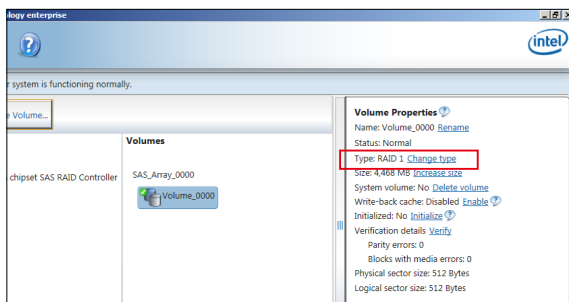 ology enterprise
intel
r system is functioning normally.
e Volume...
Volumes
chipset SAS RAID Controller
SAS_Array_0000
Volume_0000
Volume Properties
Name: Volume_0000 Rename
Status: Normal
Type: RAID 1 Change type
Size: 4,468 MB Increase size
System volume: No Delete volume
Write-back cache: Disabled Enable
Initialized: No Initialize
Verification details Verify
Parity errors: 0
Blocks with media errors: 0
Physical sector size: 512 Bytes
Logical sector size: 512 Bytes